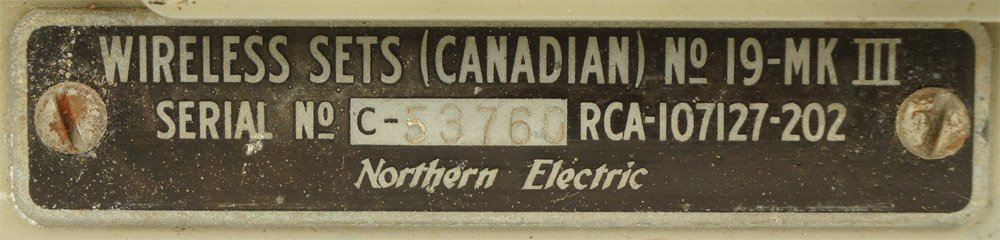 WIRELESS SETS (CANADIAN) Nº 19-MK III
SERIAL Nº C-53760 RCA-107127-202
Northern Electric